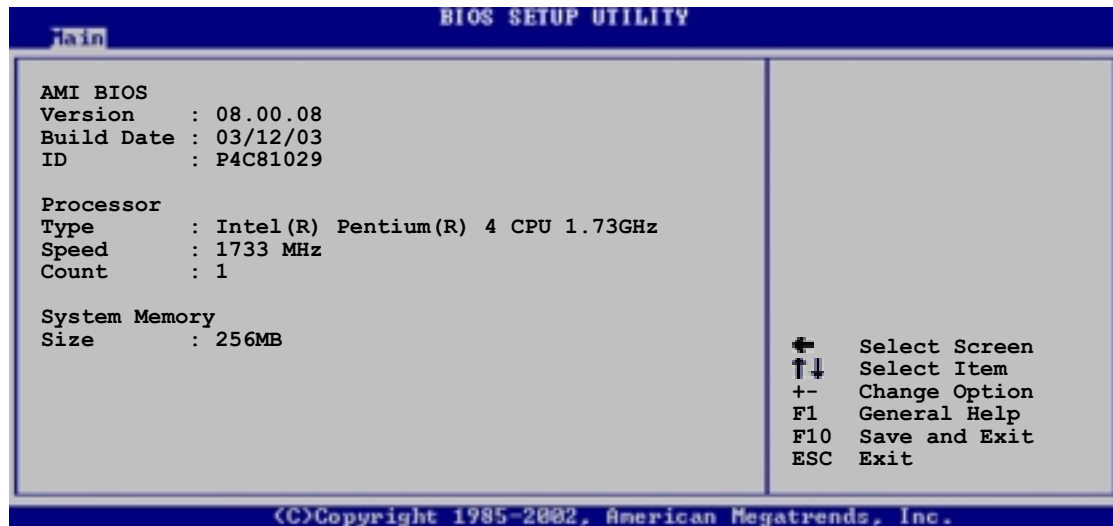 BIOS SETUP UTILITY
Main
AMI BIOS
Version : 08.00.08
Build Date : 03/12/03
ID : P4C81029
Processor
Type : Intel(R) Pentium(R) 4 CPU 1.73GHz
Speed : 1733 MHz
Count : 1
System Memory
Size : 256MB
← Select Screen
↑↓ Select Item
+- Change Option
F1 General Help
F10 Save and Exit
ESC Exit
(C)Copyright 1985-2002, American Megatrends, Inc.